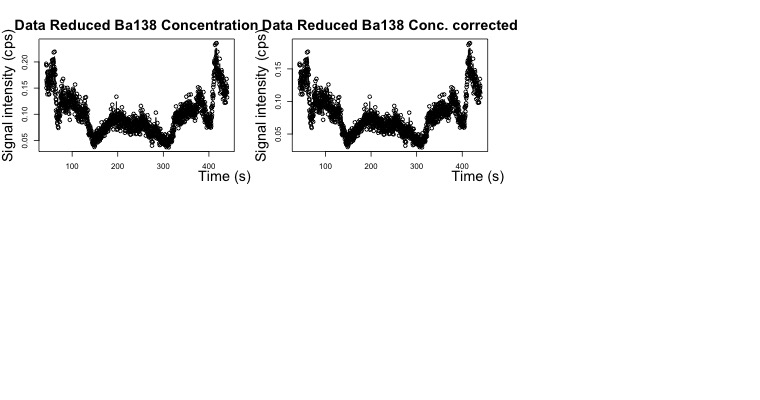 Data Reduced Ba138 Concentration
Signal intensity (cps)
0.05 0.10 0.15 0.20
100 200 300 400
Time (s)
Data Reduced Ba138 Conc. corrected
Signal intensity (cps)
0.05 0.10 0.15
100 200 300 400
Time (s)